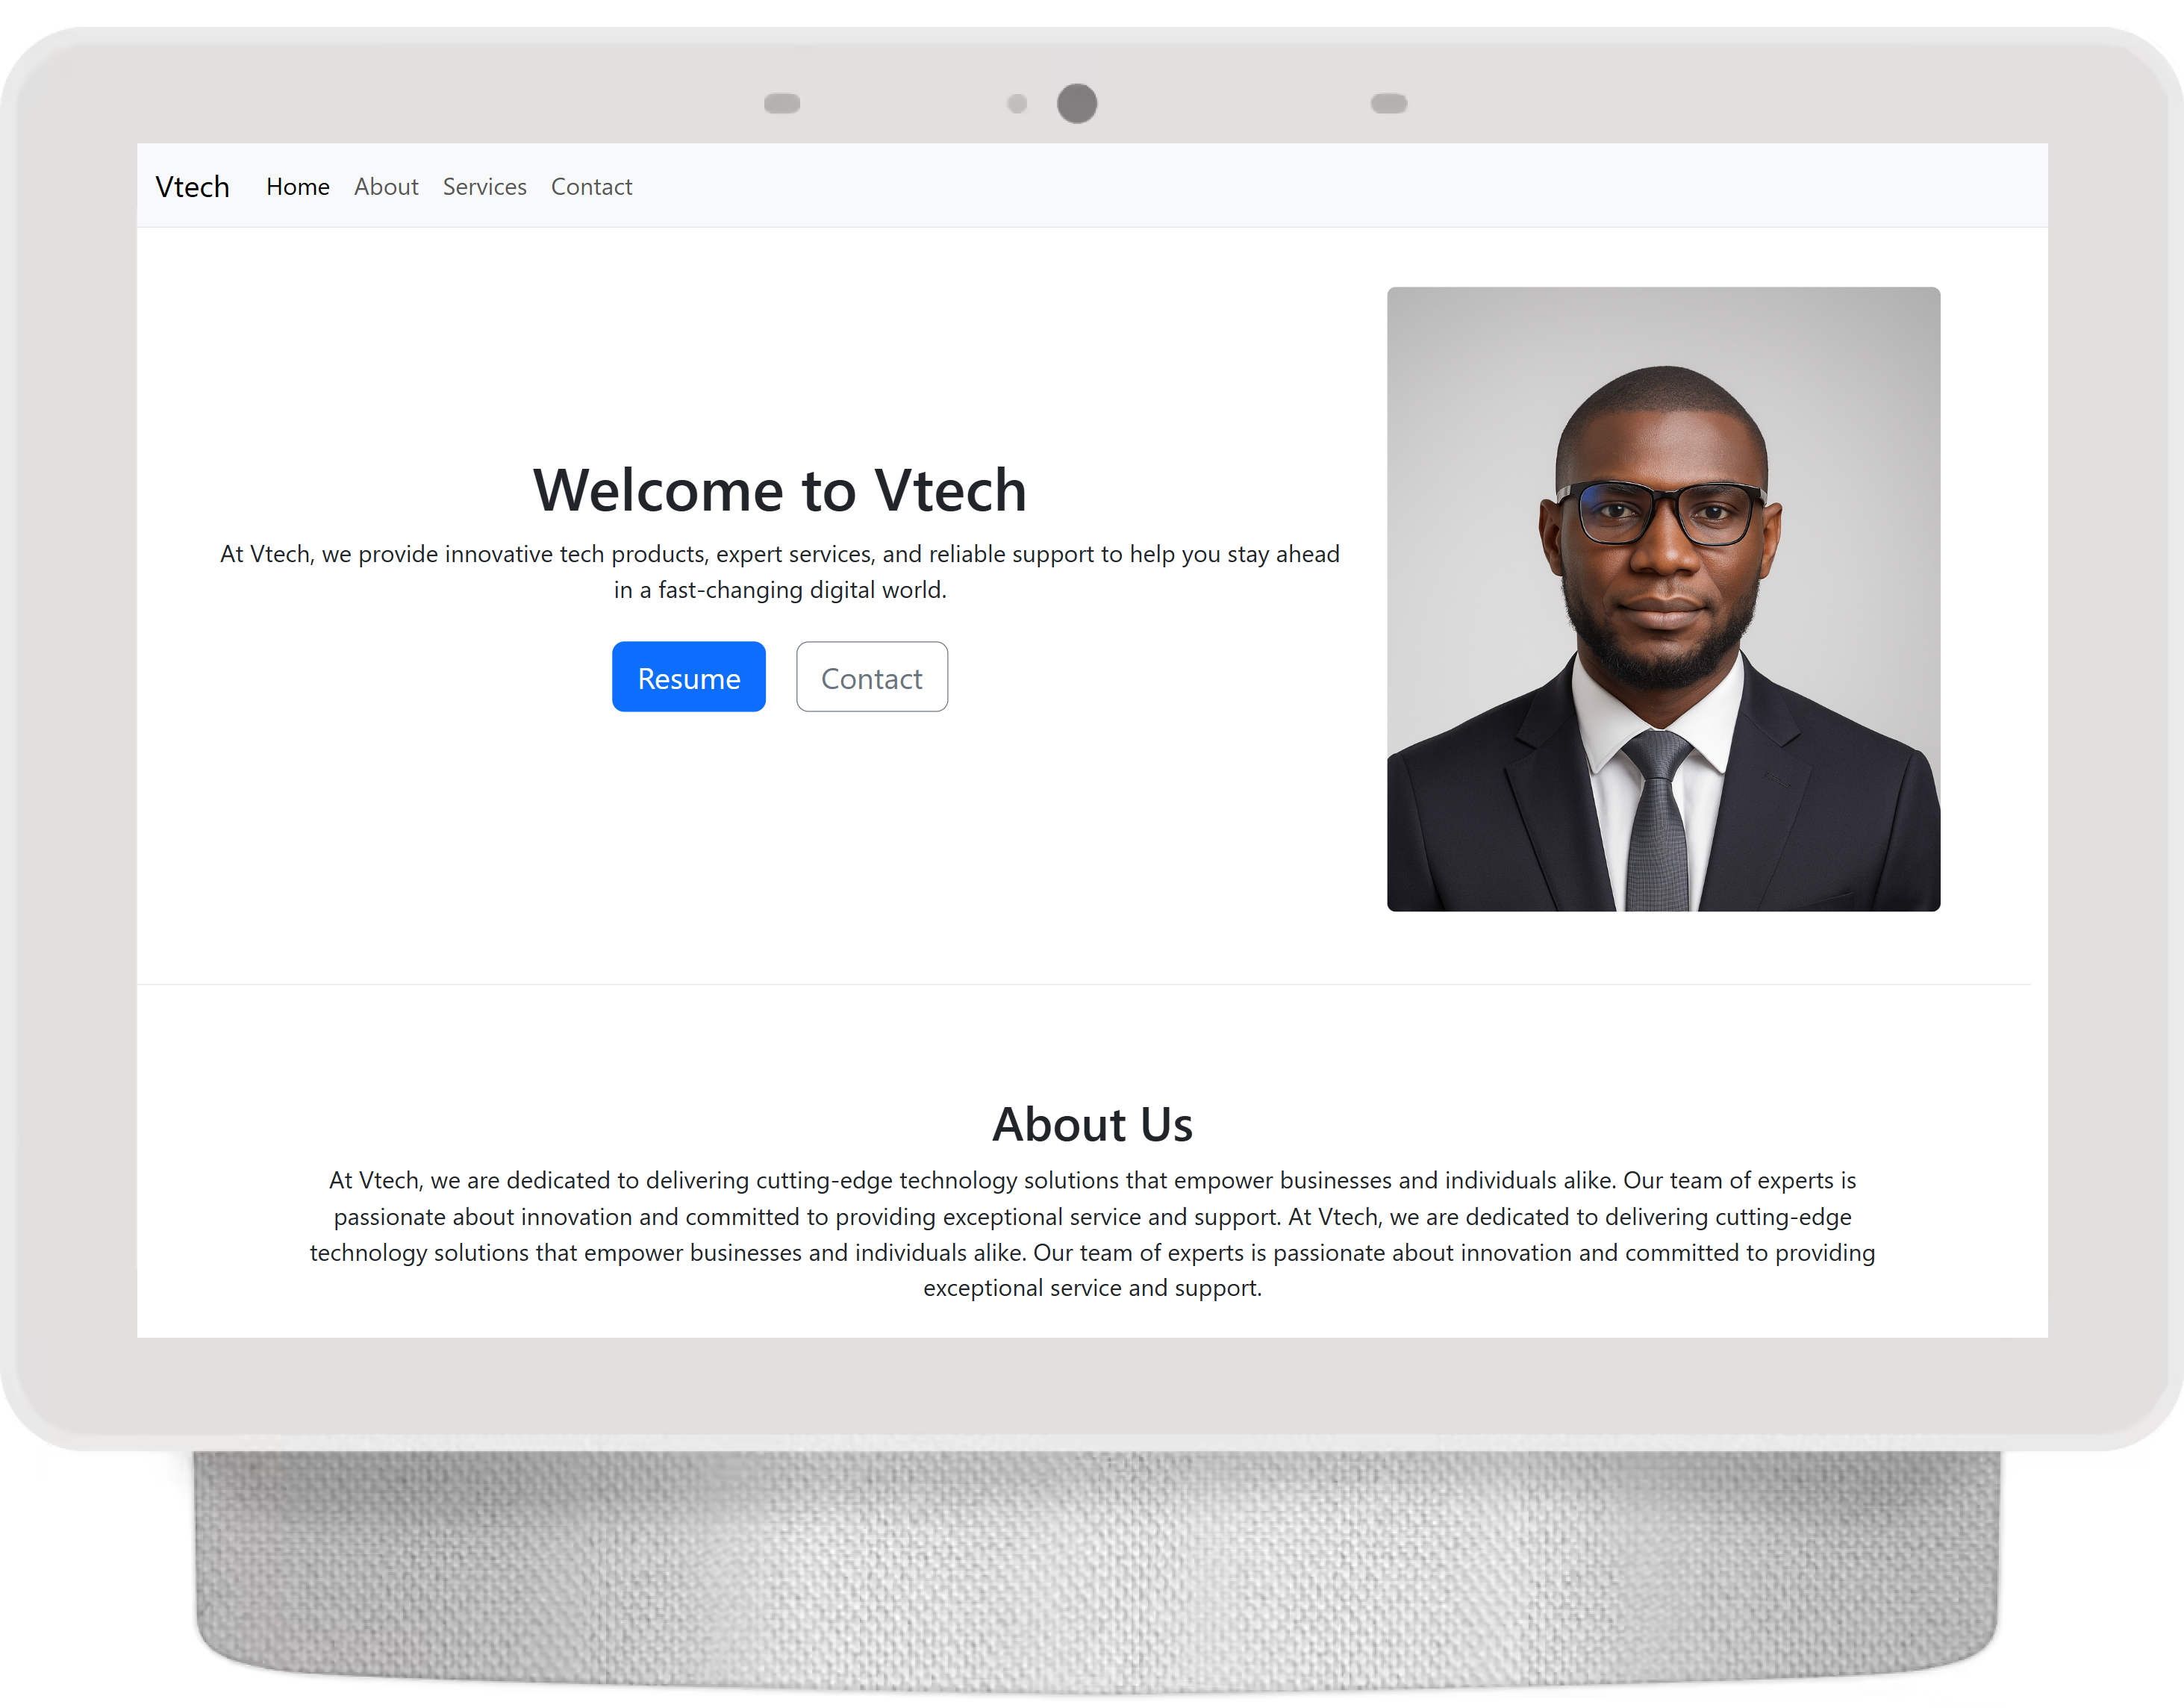 Vtech Home About Services Contact
Welcome to Vtech
At Vtech, we provide innovative tech products, expert services, and reliable support to help you stay ahead
in a fast-changing digital world.
Resume Contact
About Us
At Vtech, we are dedicated to delivering cutting-edge technology solutions that empower businesses and individuals alike. Our team of experts is
passionate about innovation and committed to providing exceptional service and support. At Vtech, we are dedicated to delivering cutting-edge
technology solutions that empower businesses and individuals alike. Our team of experts is passionate about innovation and committed to providing
exceptional service and support.